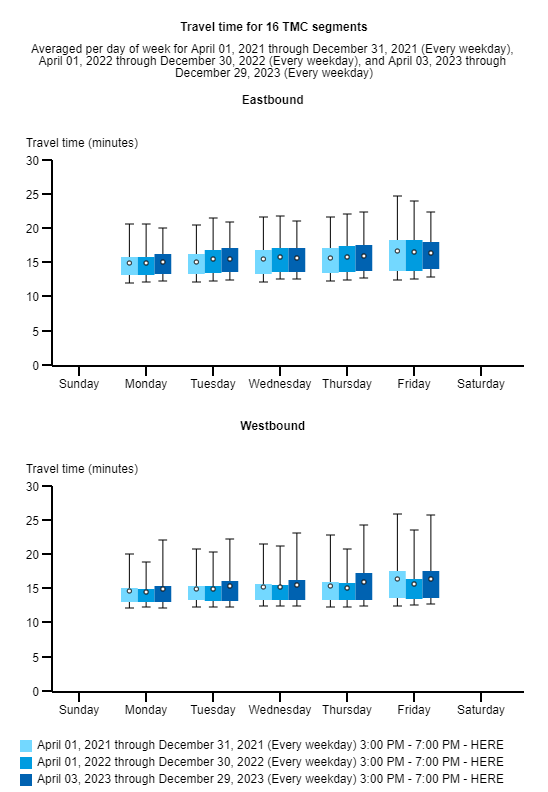 Travel time for 16 TMC segments
Averaged per day of week for April 01, 2021 through December 31, 2021 (Every weekday),
April 01, 2022 through December 30, 2022 (Every weekday), and April 03, 2023 through
December 29, 2023 (Every weekday)
Eastbound
Travel time (minutes)
30
25
20
15
10
5
0
Sunday Monday Tuesday Wednesday Thursday Friday Saturday
Westbound
Travel time (minutes)
30
25
20
15
10
5
0
Sunday Monday Tuesday Wednesday Thursday Friday Saturday
April 01, 2021 through December 31, 2021 (Every weekday) 3:00 PM - 7:00 PM - HERE
April 01, 2022 through December 30, 2022 (Every weekday) 3:00 PM - 7:00 PM - HERE
April 03, 2023 through December 29, 2023 (Every weekday) 3:00 PM - 7:00 PM - HERE